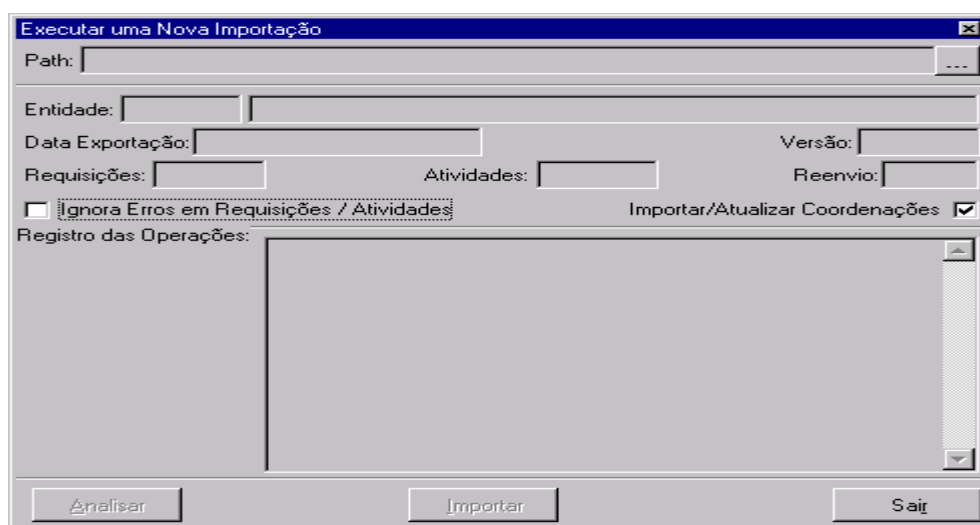 Executar uma Nova Importação
Path: ...
Entidade:
Data Exportação: Versão:
Requisições: Atividades: Reenvio:
Ignora Erros em Requisições / Atividades Importar/Atualizar Coordenações
Registro das Operações:
Analisar Importar Sair